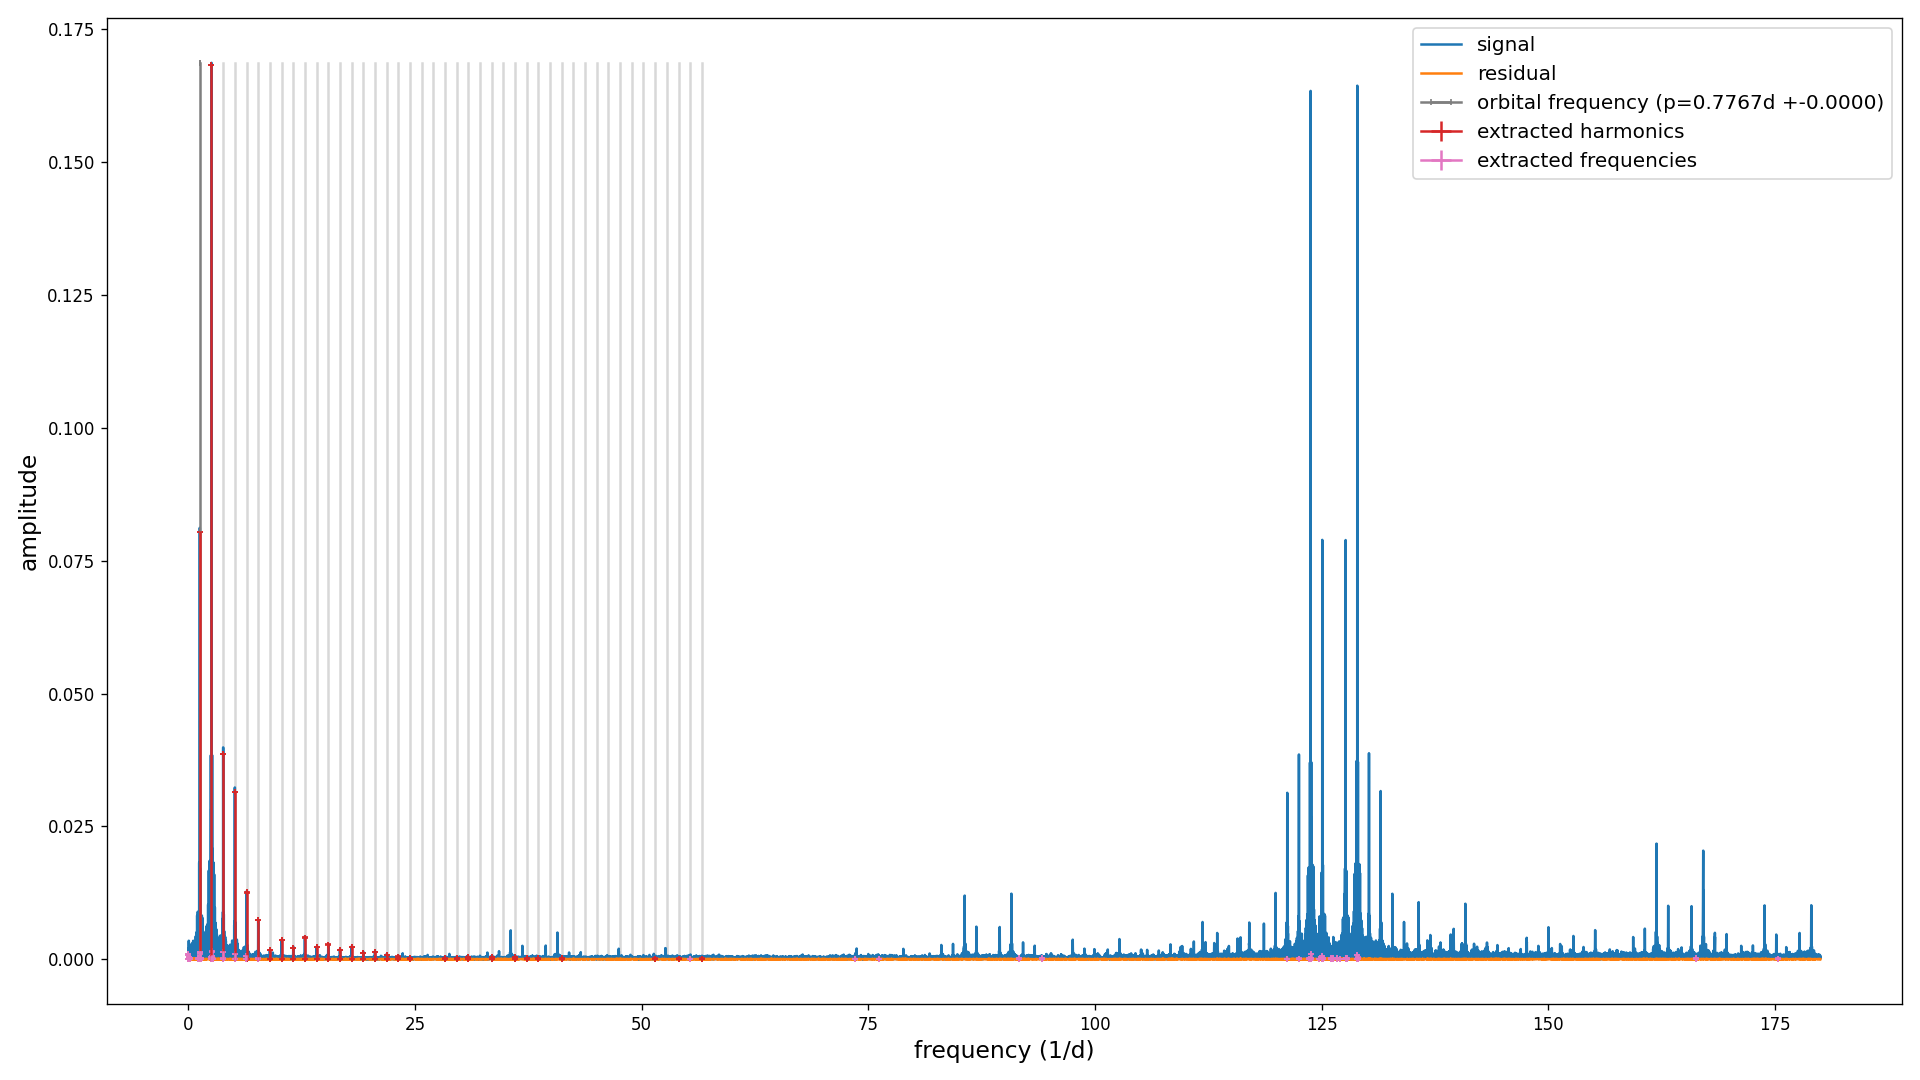 0.175
0.150
0.125
0.100
0.075
0.050
0.025
0.000
amplitude
0 25 50 75 100 125 150 175
frequency (1/d)
signal
residual
orbital frequency (p=0.7767d +-0.0000)
extracted harmonics
extracted frequencies